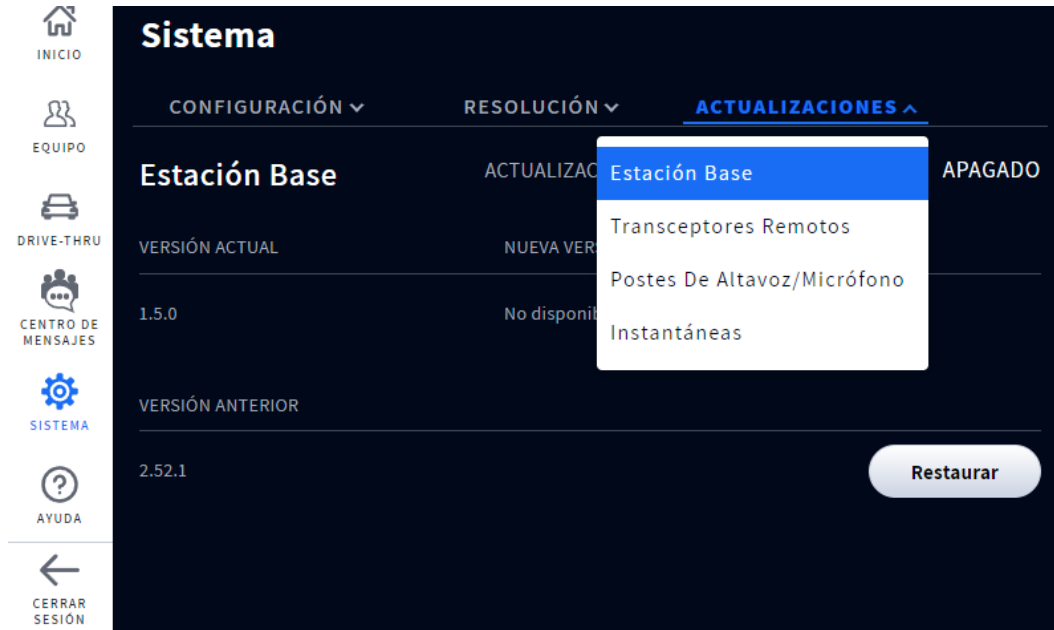 Sistema
INICIO
CONFIGURACIÓN
RESOLUCIÓN
ACTUALIZACIONES
EQUIPO
Estación Base
Estación Base
APAGADO
Transceptores Remotos
DRIVE-THRU
VERSIÓN ACTUAL
NUEVA
Postes De Altavoz/Micrófono
CENTRO DE
MENSAJES
1.5.0
No
Instantáneas
SISTEMA
VERSIÓN ANTERIOR
2.52.1
Restaurar
AYUDA
CERRAR
SESIÓN